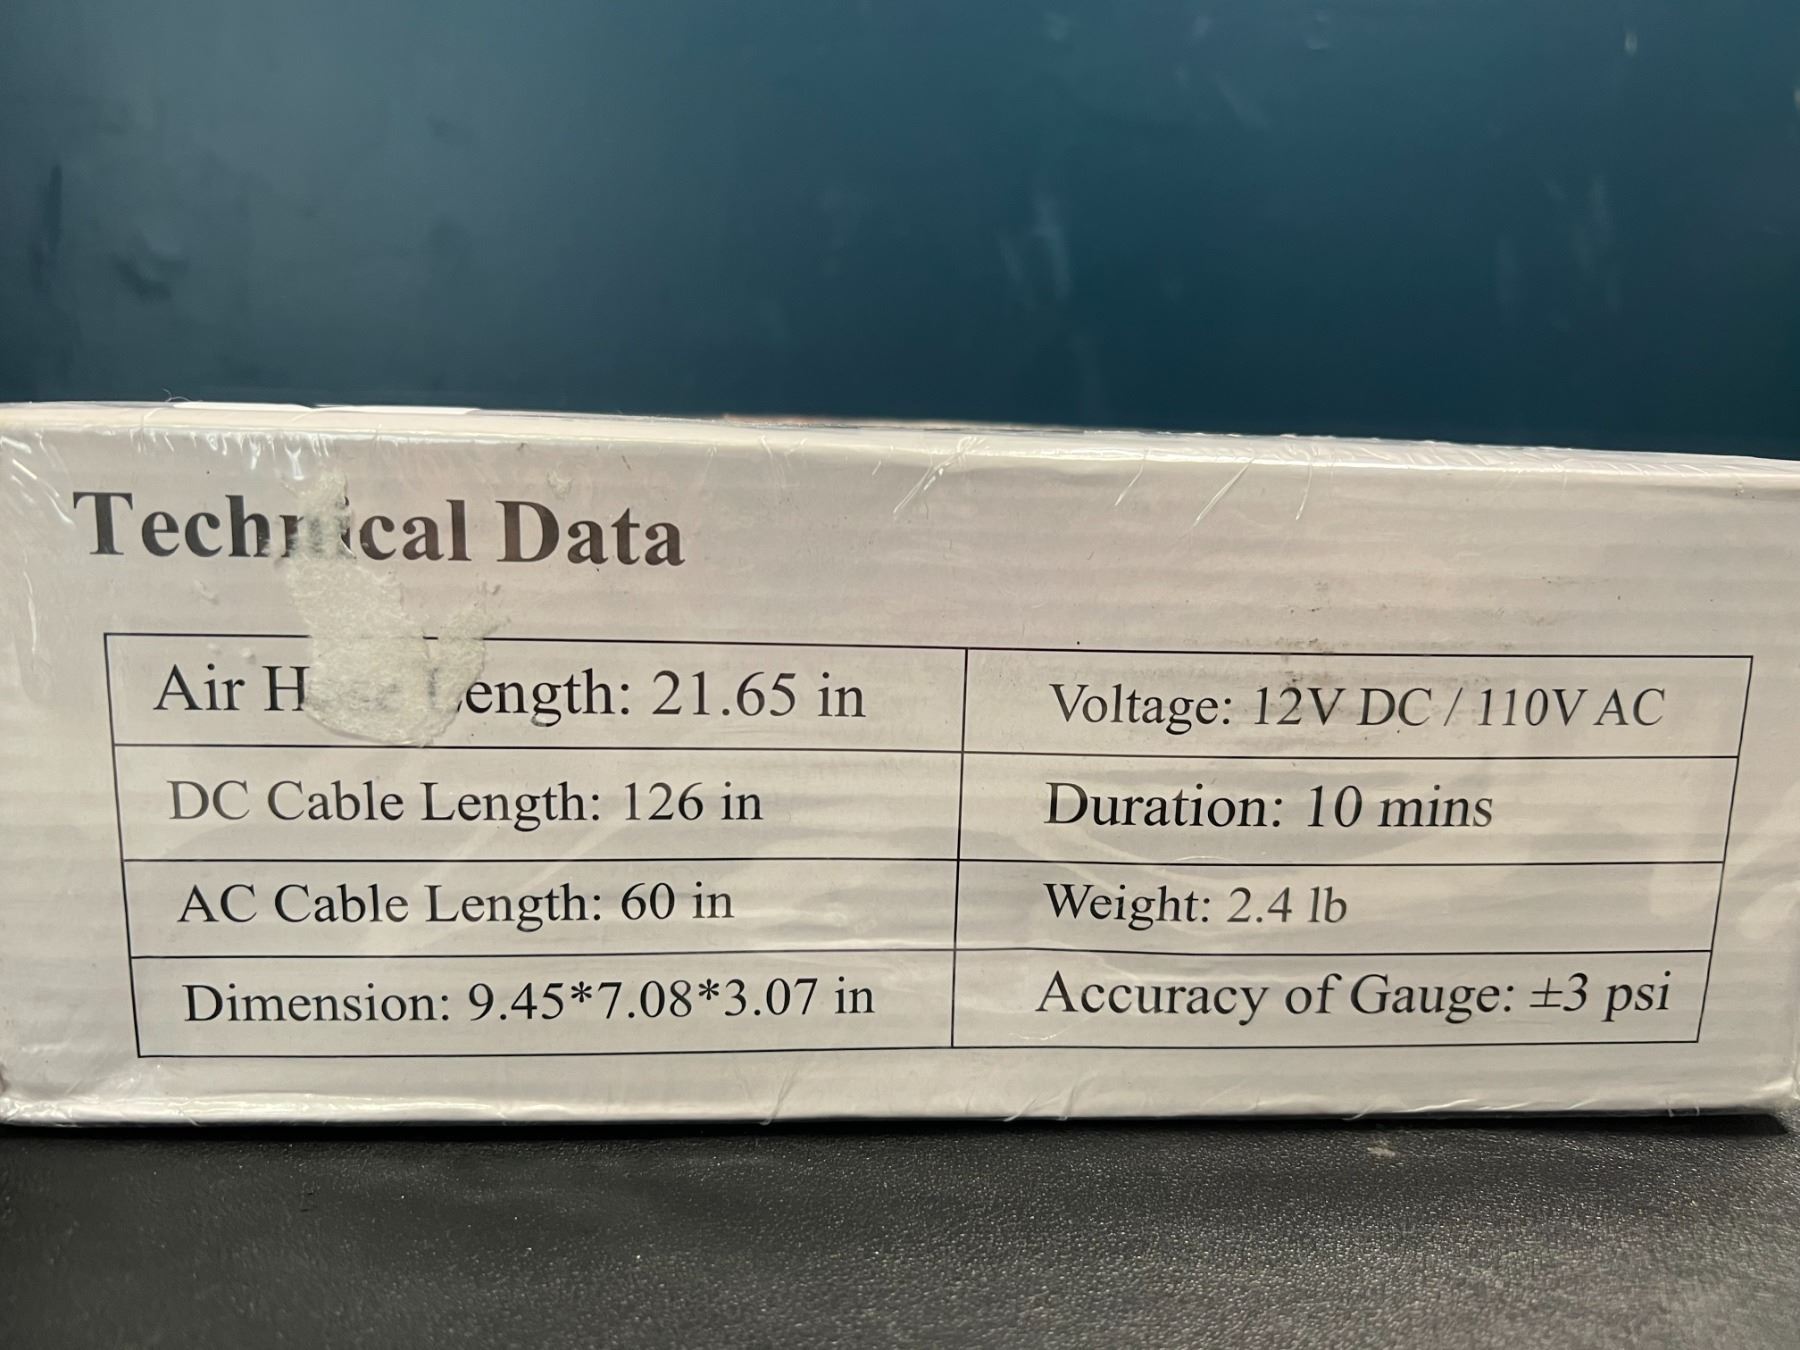 Technical Data
Air Hose Length: 21.65 in
Voltage: 12V DC / 110V AC
DC Cable Length: 126 in
Duration: 10 mins
AC Cable Length: 60 in
Weight: 2.4 lb
Dimension: 9.45*7.08*3.07 in
Accuracy of Gauge: ±3 psi